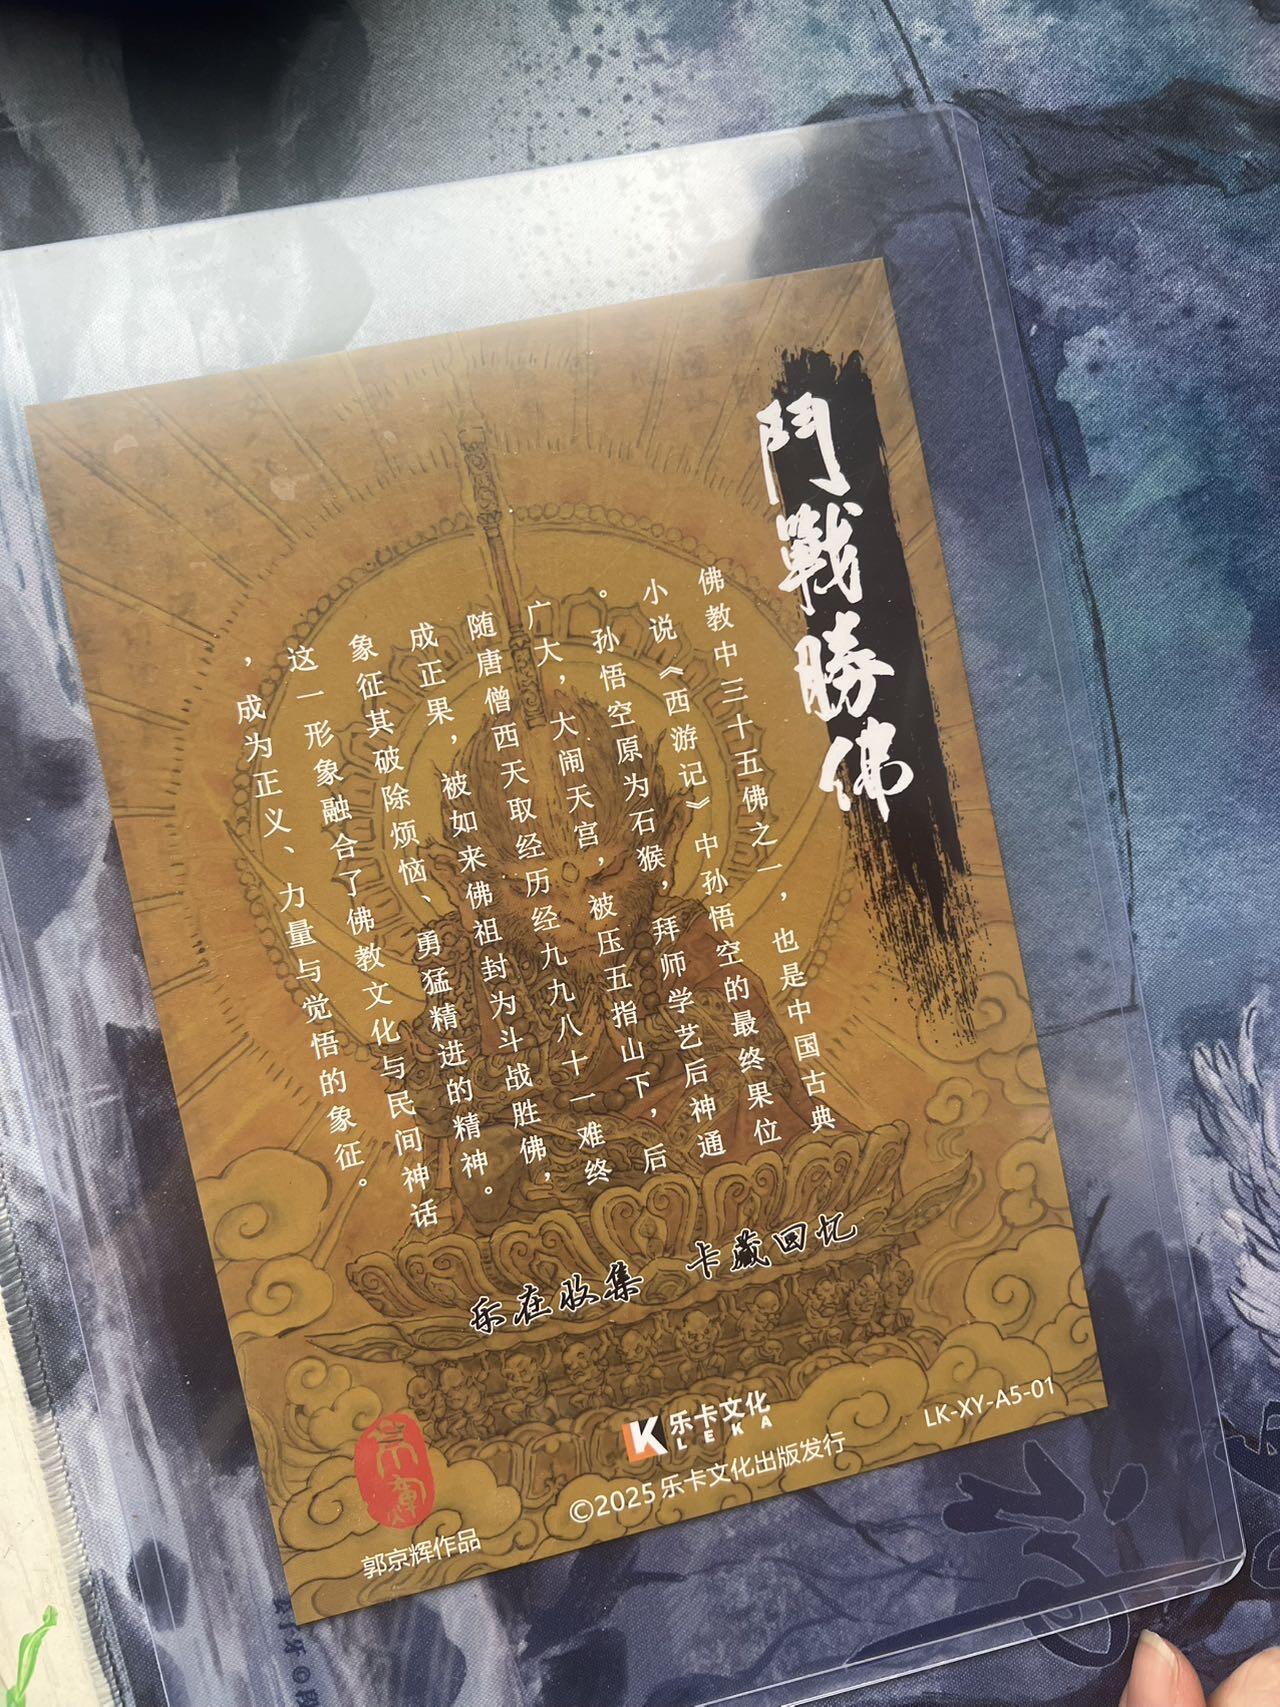 鬥戰勝佛
佛教中三十五佛之一，也是中国古典
小说《西游记》中孙悟空的最终果位
。孙悟空原为石猴，拜师学艺后神通
广大，大闹天宫，被压五指山下，后
随唐僧西天取经历经九九八十一难终
成正果，被如来佛祖封为斗战胜佛，
象征其破除烦恼、勇猛精进的精神。
这一形象融合了佛教文化与民间神话
，成为正义、力量与觉悟的象征。
乐在收集 卡藏回忆
乐卡文化
LEKA
©2025 乐卡文化出版发行
LK-XY-A5-01
郭京辉作品